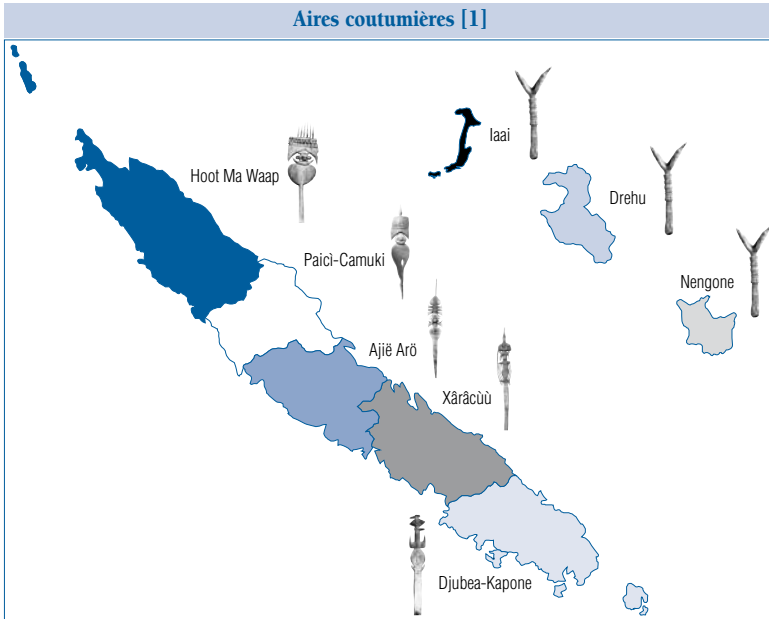 Aires coutumières [1]
Iaai
Hoot Ma Waap
Drehu
Paicî-Camuki
Nengone
Ajië Arö
Xârâcùù
Djubea-Kapone